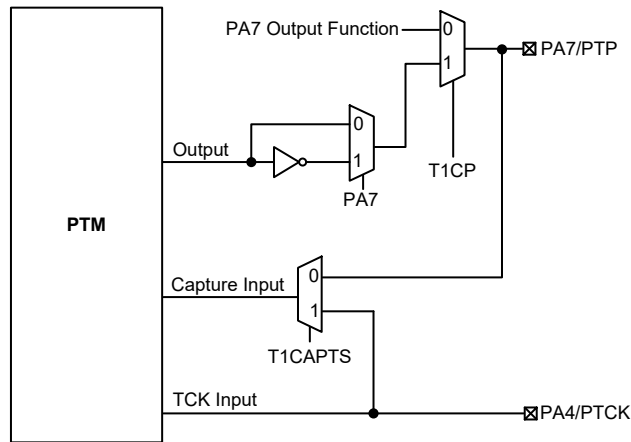 PA7 Output Function
0
1
PA7/PTP
T1CP
Output
0
1
PA7
PTM
Capture Input
0
1
T1CAPTS
TCK Input
PA4/PTCK